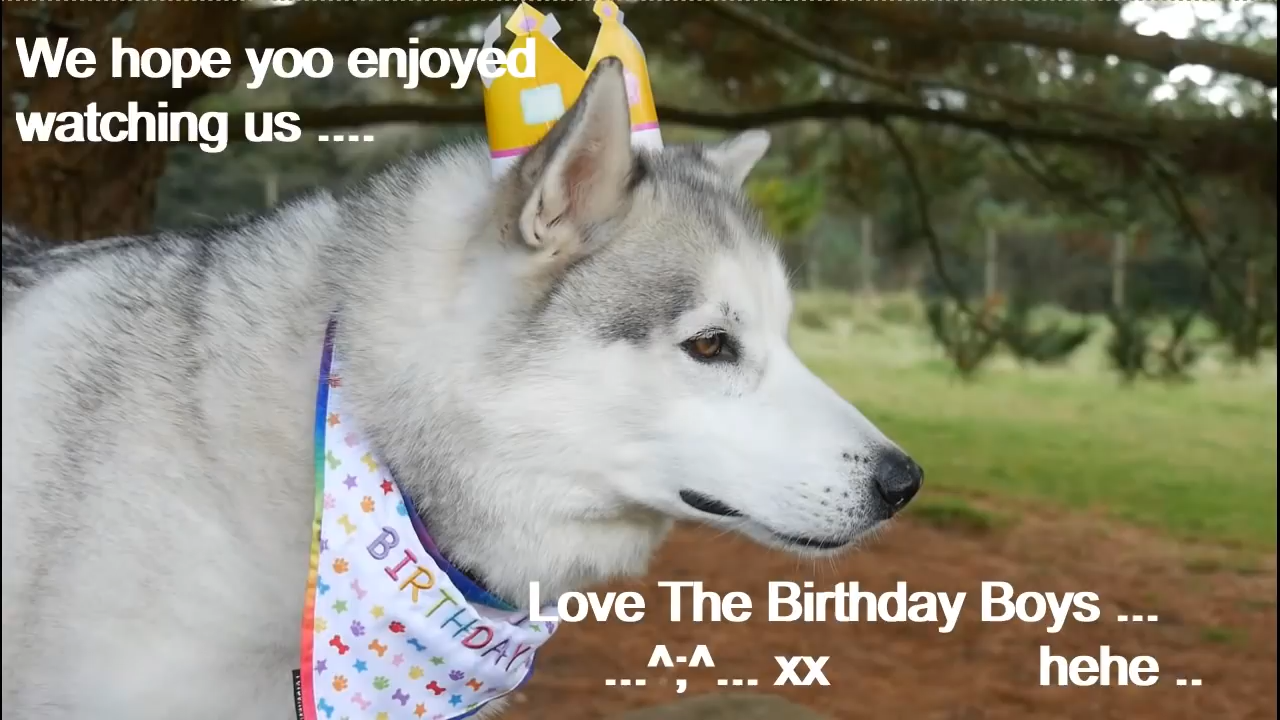 We hope yoo enjoyed
watching us ....
BIRTHDAY
Love The Birthday Boys ...
...^;^... xx hehe ..